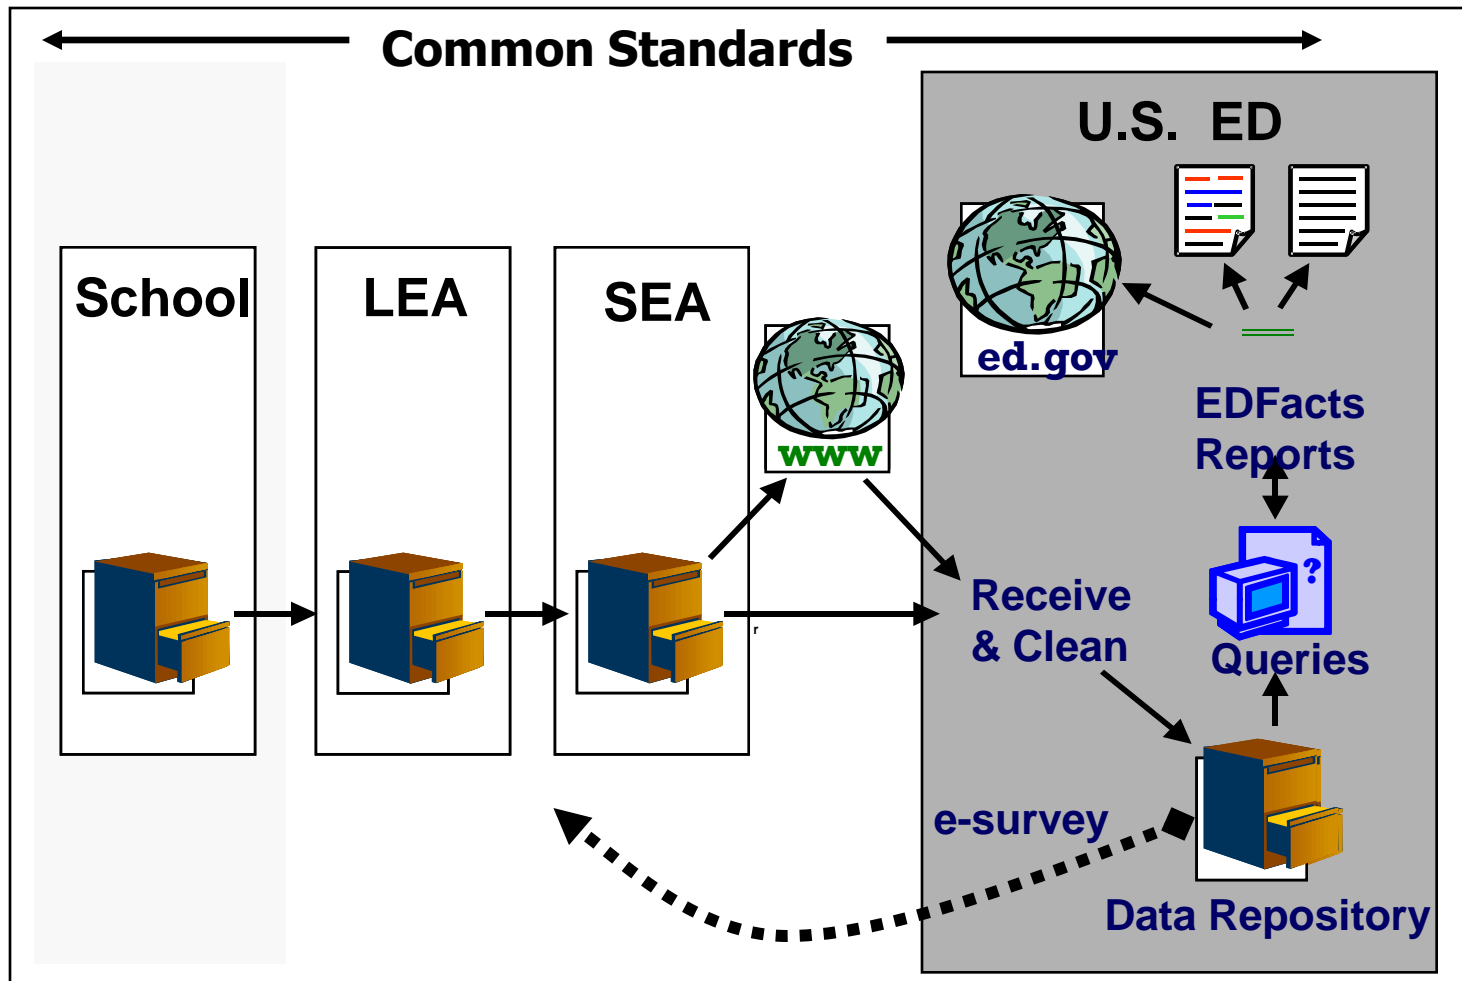 Common Standards
U.S. ED
School
LEA
SEA
ed.gov
www
EDFacts
Reports
Receive
& Clean
r
?
Queries
e-survey
Data Repository